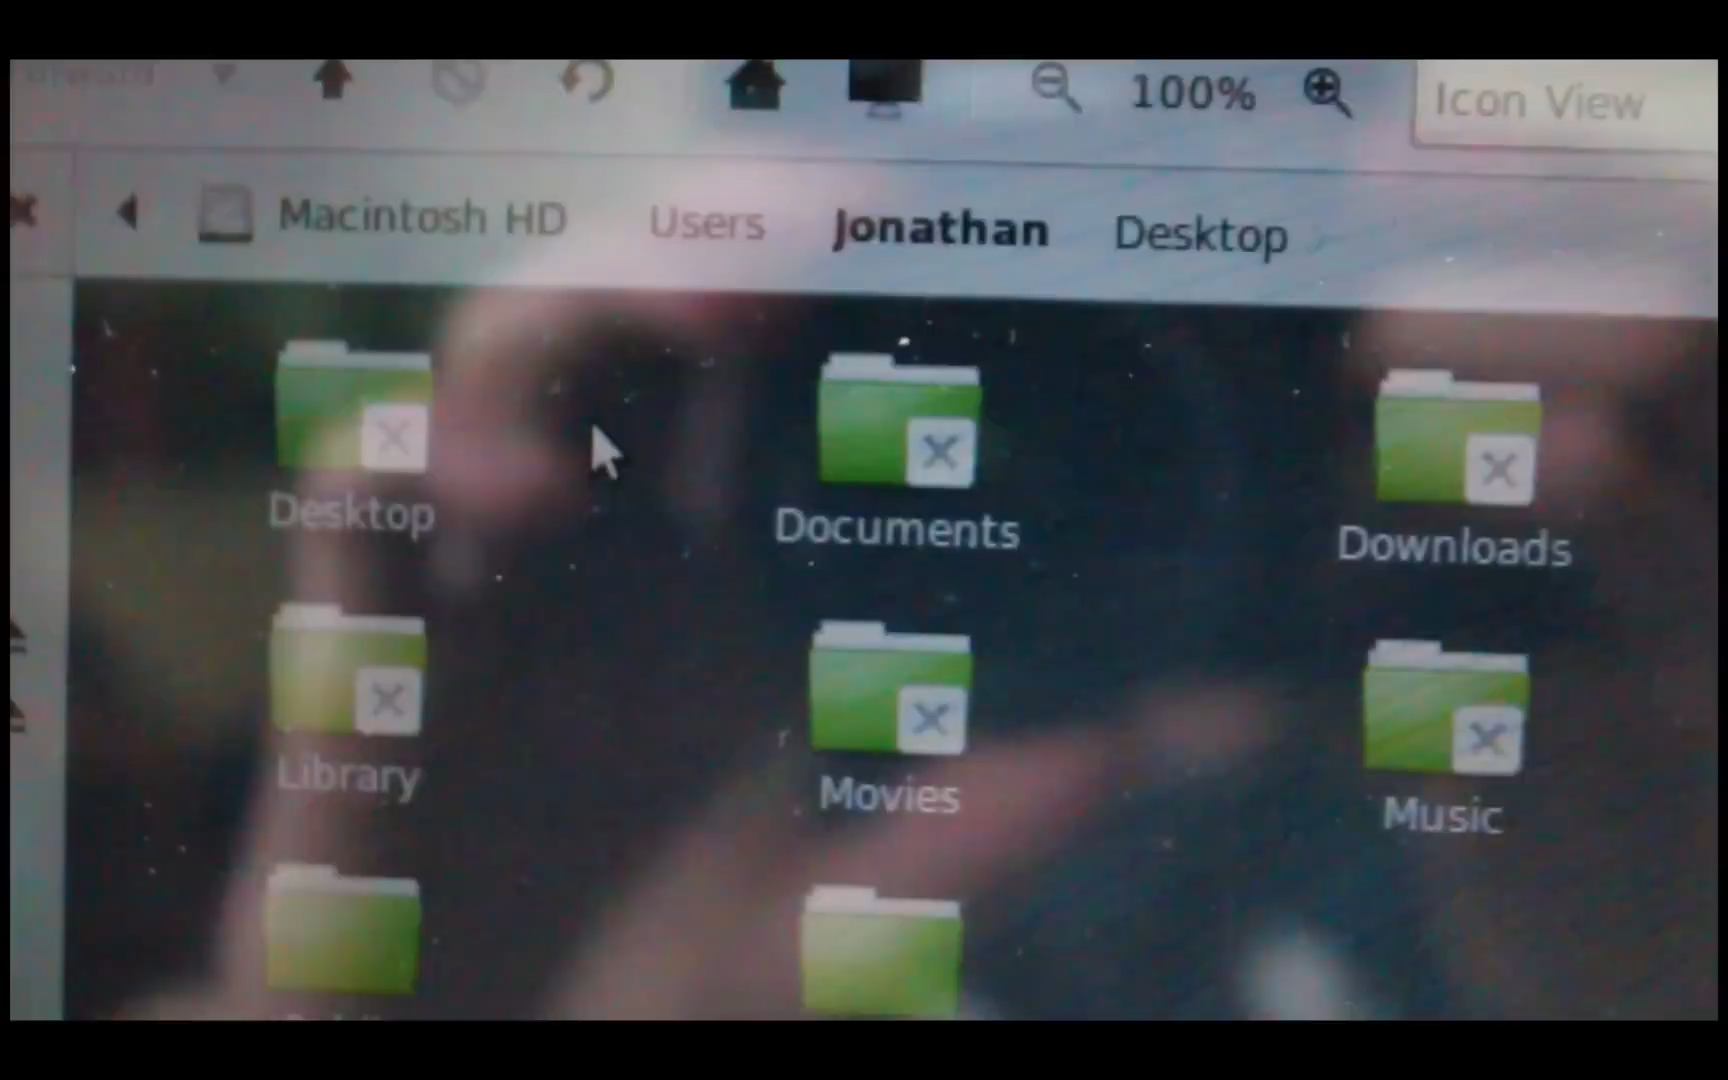 100% Icon View
Macintosh HD Users Jonathan Desktop
Desktop Documents Downloads
Library Movies Music